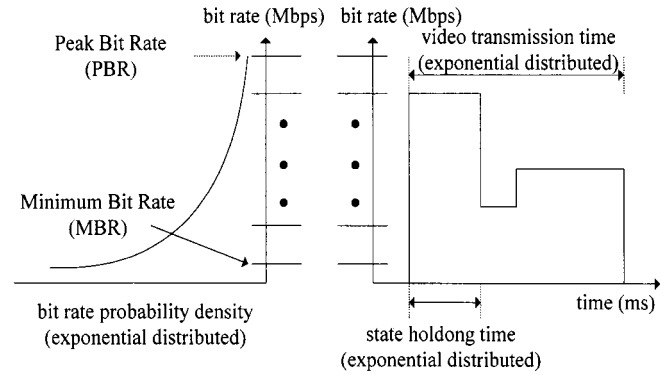 bit rate (Mbps)
bit rate (Mbps)
Peak Bit Rate
(PBR)
video transmission time
(exponential distributed)
Minimum Bit Rate
(MBR)
bit rate probability density
(exponential distributed)
time (ms)
state holdong time
(exponential distributed)